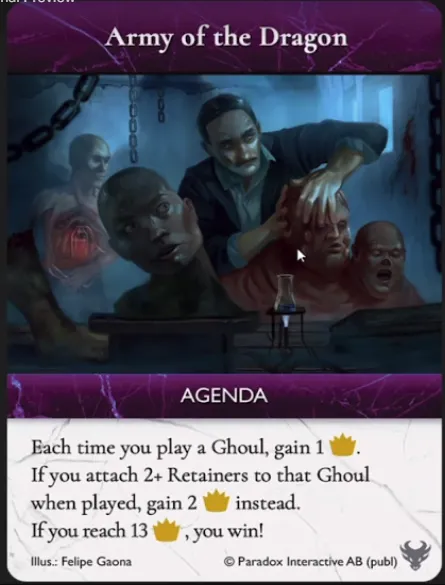 Army of the Dragon
AGENDA
Each time you play a Ghoul, gain 1 .
If you attach 2+ Retainers to that Ghoul
when played, gain 2 instead.
If you reach 13 , you win!
Illus.: Felipe Gaona © Paradox Interactive AB (publ)